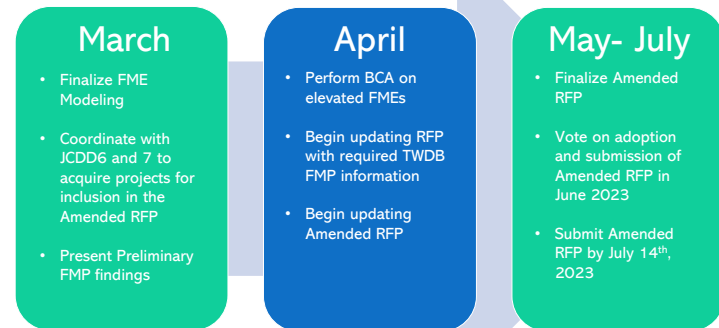 March
• Finalize FME
Modeling
• Coordinate with
JCDD6 and 7 to
acquire projects for
inclusion in the
Amended RFP
• Present Preliminary
FMP findings
April
• Perform BCA on
elevated FMEs
• Begin updating RFP
with required TWDB
FMP information
• Begin updating
Amended RFP
May- July
• Finalize Amended
RFP
• Vote on adoption
and submission of
Amended RFP in
June 2023
• Submit Amended
RFP by July 14th,
2023